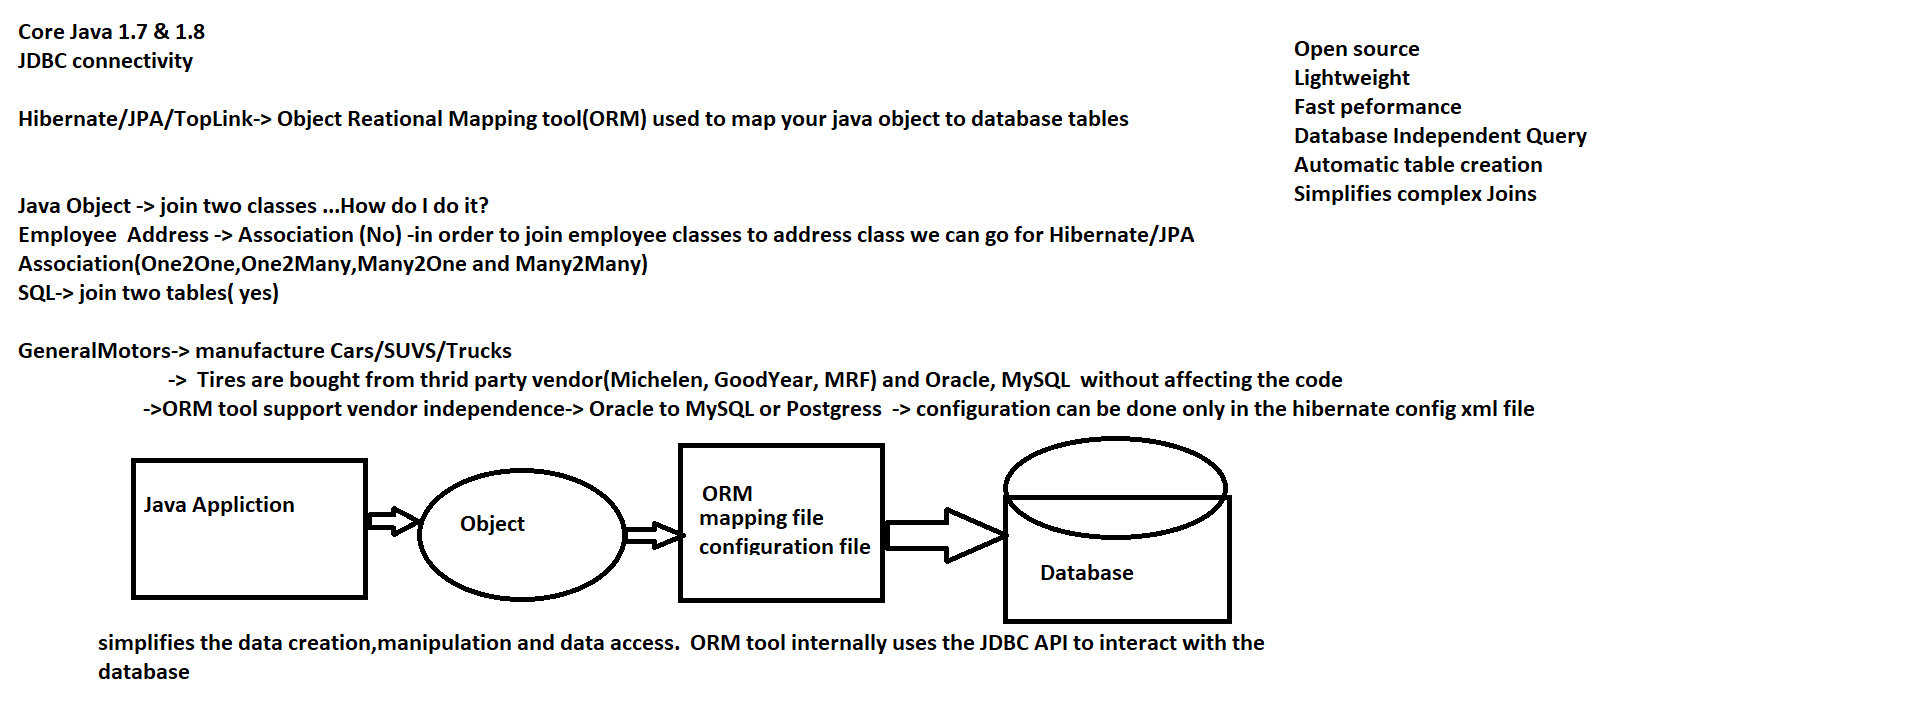 Core Java 1.7 & 1.8
JDBC connectivity
Hibernate/JPA/TopLink-> Object Reational Mapping tool(ORM) used to map your java object to database tables
Open source
Lightweight
Fast peformance
Database Independent Query
Automatic table creation
Simplifies complex Joins
Java Object -> join two classes ...How do I do it?
Employee  Address -> Association (No) -in order to join employee classes to address class we can go for Hibernate/JPA
Association(One2One,One2Many,Many2One and Many2Many)
SQL-> join two tables( yes)
GeneralMotors-> manufacture Cars/SUVS/Trucks
->  Tires are bought from thrid party vendor(Michelen, GoodYear, MRF) and Oracle, MySQL  without affecting the code
->ORM tool support vendor independence-> Oracle to MySQL or Postgress  -> configuration can be done only in the hibernate config xml file
Java Appliction
Object
ORM
mapping file
configuration file
Database
simplifies the data creation,manipulation and data access.  ORM tool internally uses the JDBC API to interact with the
database